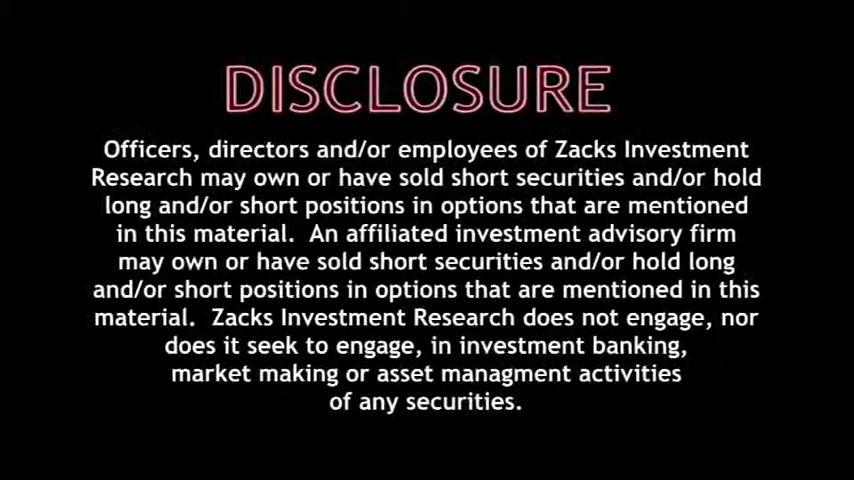 DISCLOSURE
Officers, directors and/or employees of Zacks Investment
Research may own or have sold short securities and/or hold
long and/or short positions in options that are mentioned
in this material.  An affiliated investment advisory firm
may own or have sold short securities and/or hold long
and/or short positions in options that are mentioned in this
material.  Zacks Investment Research does not engage, nor
does it seek to engage, in investment banking,
market making or asset managment activities
of any securities.